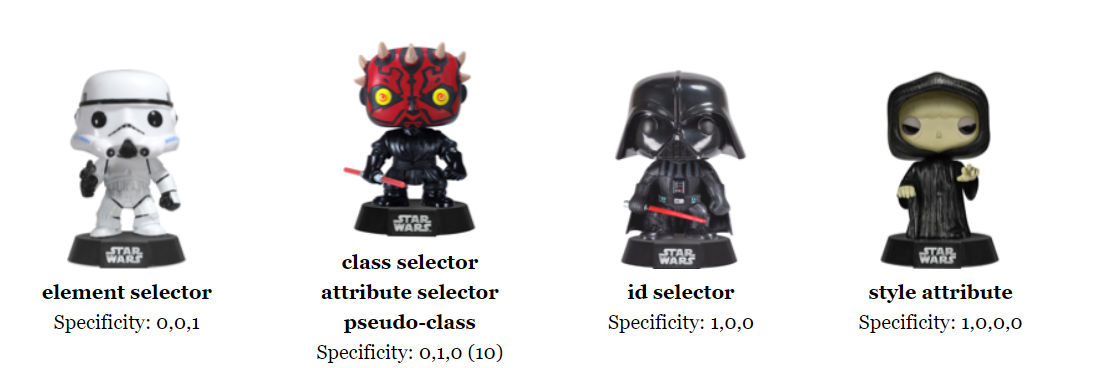 STAR
WARS
element selector
Specificity: 0,0,1
STAR
WARS
class selector
attribute selector
pseudo-class
Specificity: 0,1,0 (10)
STAR
WARS
id selector
Specificity: 1,0,0
STAR
WARS
style attribute
Specificity: 1,0,0,0